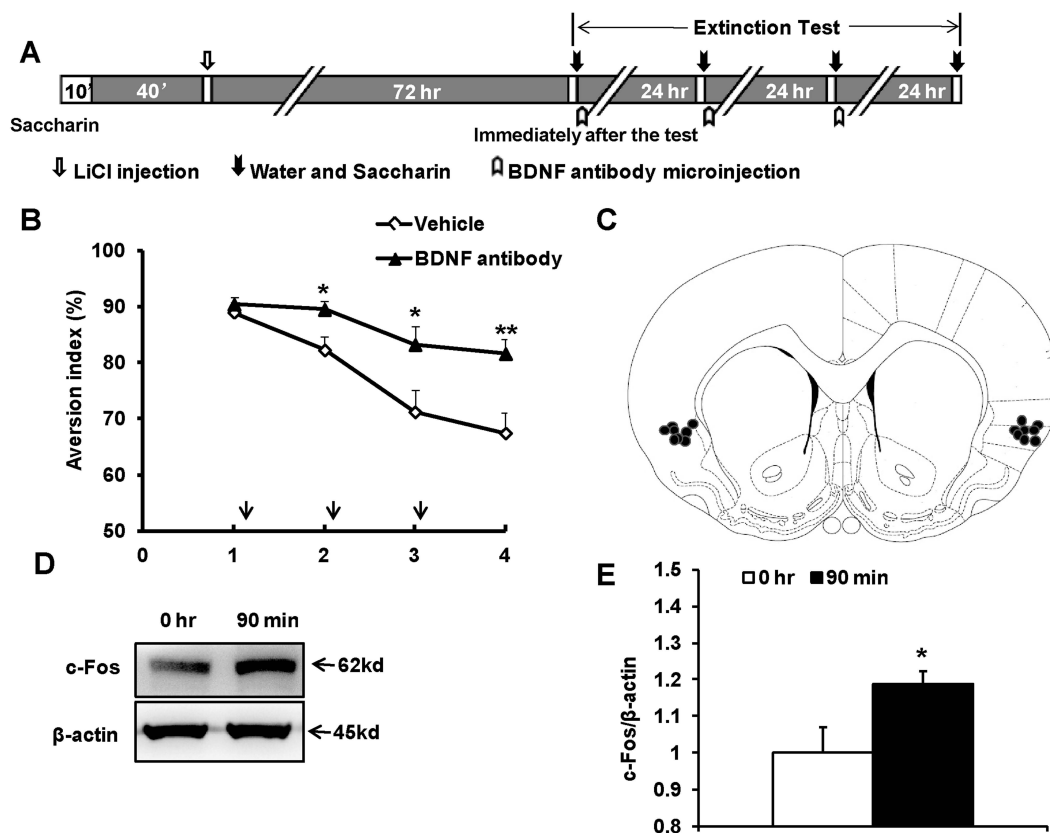 A
Extinction Test
10’ 40’ 72 hr 24 hr 24 hr 24 hr
Saccharin
Immediately after the test
LiCl injection Water and Saccharin BDNF antibody microinjection
B
Vehicle
BDNF antibody
Aversion index (%)
100
90
80
70
60
50
* * **
0 1 2 3 4
C
D
0 hr 90 min
c-Fos 62kd
β-actin 45kd
E
0 hr 90 min
c-Fos/β-actin
1.5
1.4
1.3
1.2
1.1
1
0.9
0.8
*